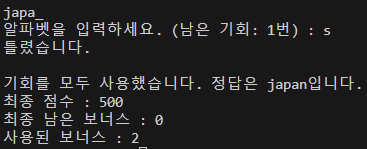 japa_
알파벳을 입력하세요. (남은 기회: 1번) : s
틀렸습니다.
기회를 모두 사용했습니다. 정답은 japan입니다.
최종 점수 : 500
최종 남은 보너스 : 0
사용된 보너스 : 2